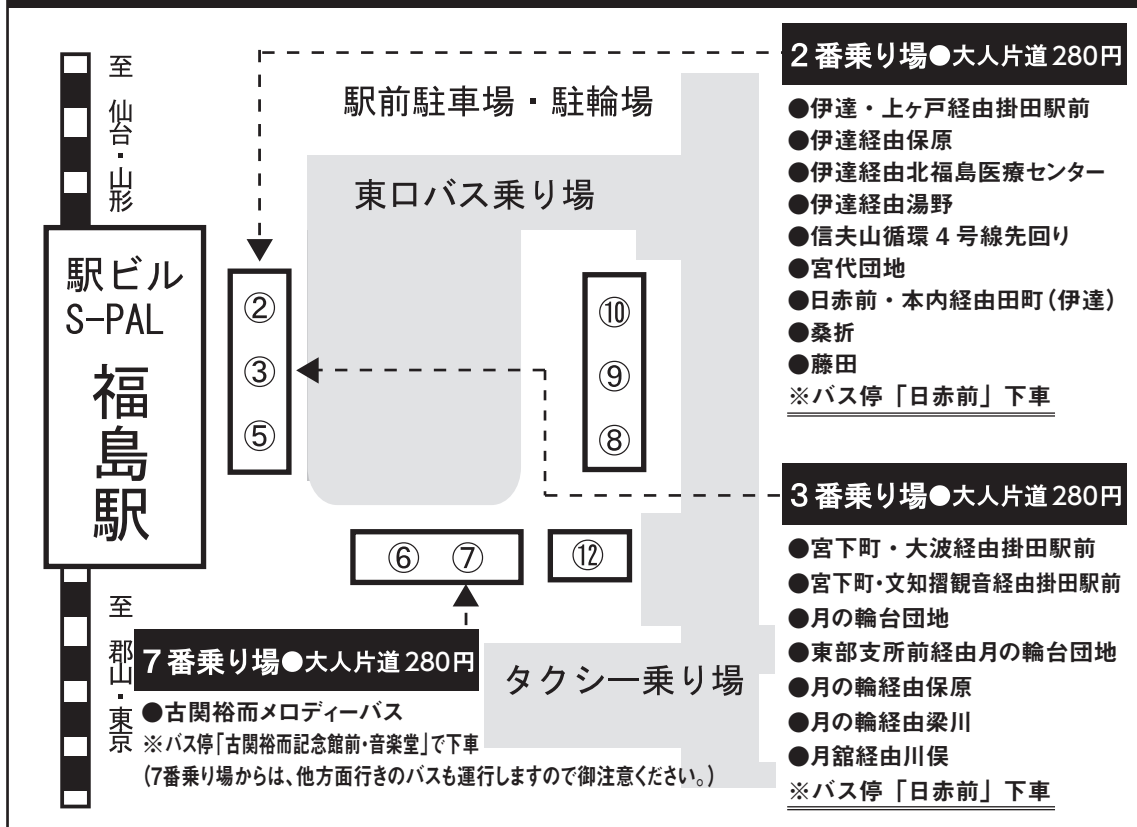 至 仙台・山形
駅ビル
S-PAL
福島駅
至 郡山・東京
駅前駐車場・駐輪場
東口バス乗り場
②
③
⑤
⑩
⑨
⑧
⑥ ⑦
⑫
タクシー乗り場
2番乗り場●大人片道280円
●伊達・上ヶ戸経由掛田駅前
●伊達経由保原
●伊達経由北福島医療センター
●伊達経由湯野
●信夫山循環4号線先回り
●宮代団地
●日赤前・本内経由田町(伊達)
●桑折
●藤田
※バス停「日赤前」下車
3番乗り場●大人片道280円
●宮下町・大波経由掛田駅前
●宮下町・文知摺観音経由掛田駅前
●月の輪台団地
●東部支所前経由月の輪台団地
●月の輪経由保原
●月の輪経由梁川
●月舘経由川俣
※バス停「日赤前」下車
7番乗り場●大人片道280円
●古関裕而メロディーバス
※バス停「古関裕而記念館前・音楽堂」で下車
(7番乗り場からは、他方面行きのバスも運行しますので御注意ください。)